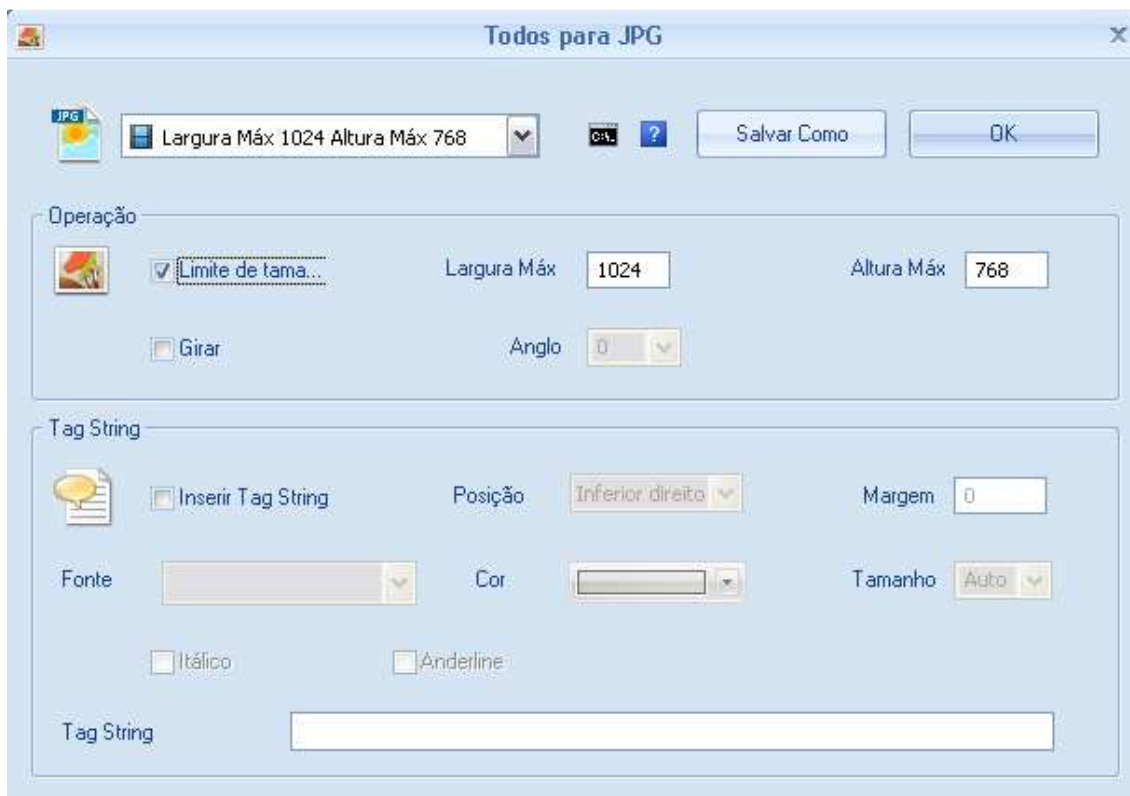 Todos para JPG
JPG Largura Máx 1024 Altura Máx 768 C:\. ? Salvar Como OK
Operação
Limite de tama... Largura Máx 1024 Altura Máx 768
Girar Anglo 0
Tag String
Inserir Tag String Posição Inferior direito Margem 0
Fonte Cor Tamanho Auto
Itálico Anderline
Tag String